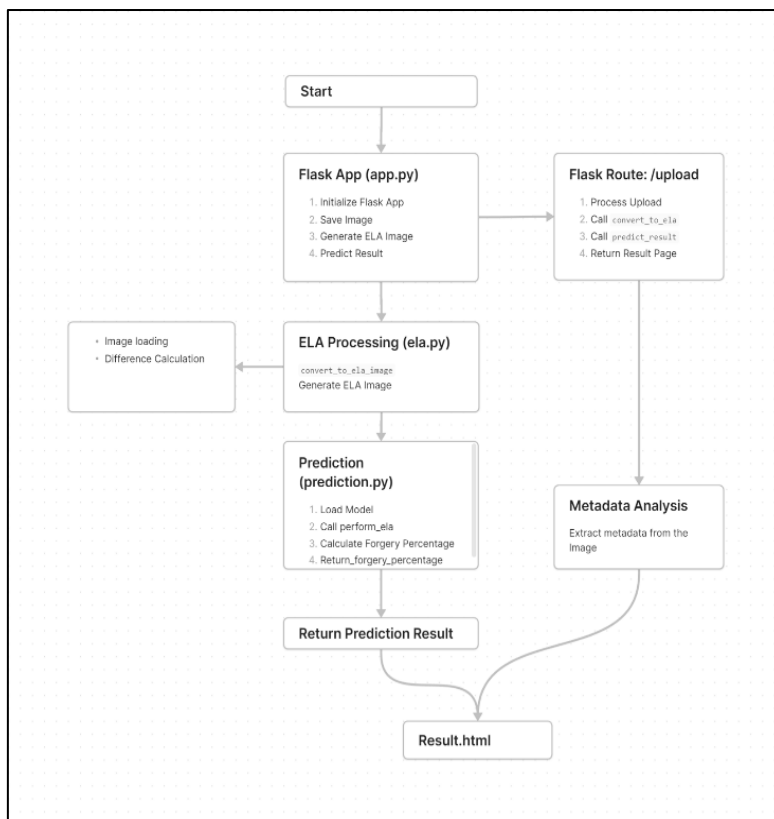 Start
Flask App (app.py)
1. Initialize Flask App
2. Save Image
3. Generate ELA Image
4. Predict Result
Flask Route: /upload
1. Process Upload
2. Call convert_to_ela
3. Call predict_result
4. Return Result Page
• Image loading
• Difference Calculation
ELA Processing (ela.py)
convert_to_ela_image
Generate ELA Image
Prediction
(prediction.py)
1. Load Model
2. Call perform_ela
3. Calculate Forgery Percentage
4. Return_forgery_percentage
Metadata Analysis
Extract metadata from the
Image
Return Prediction Result
Result.html